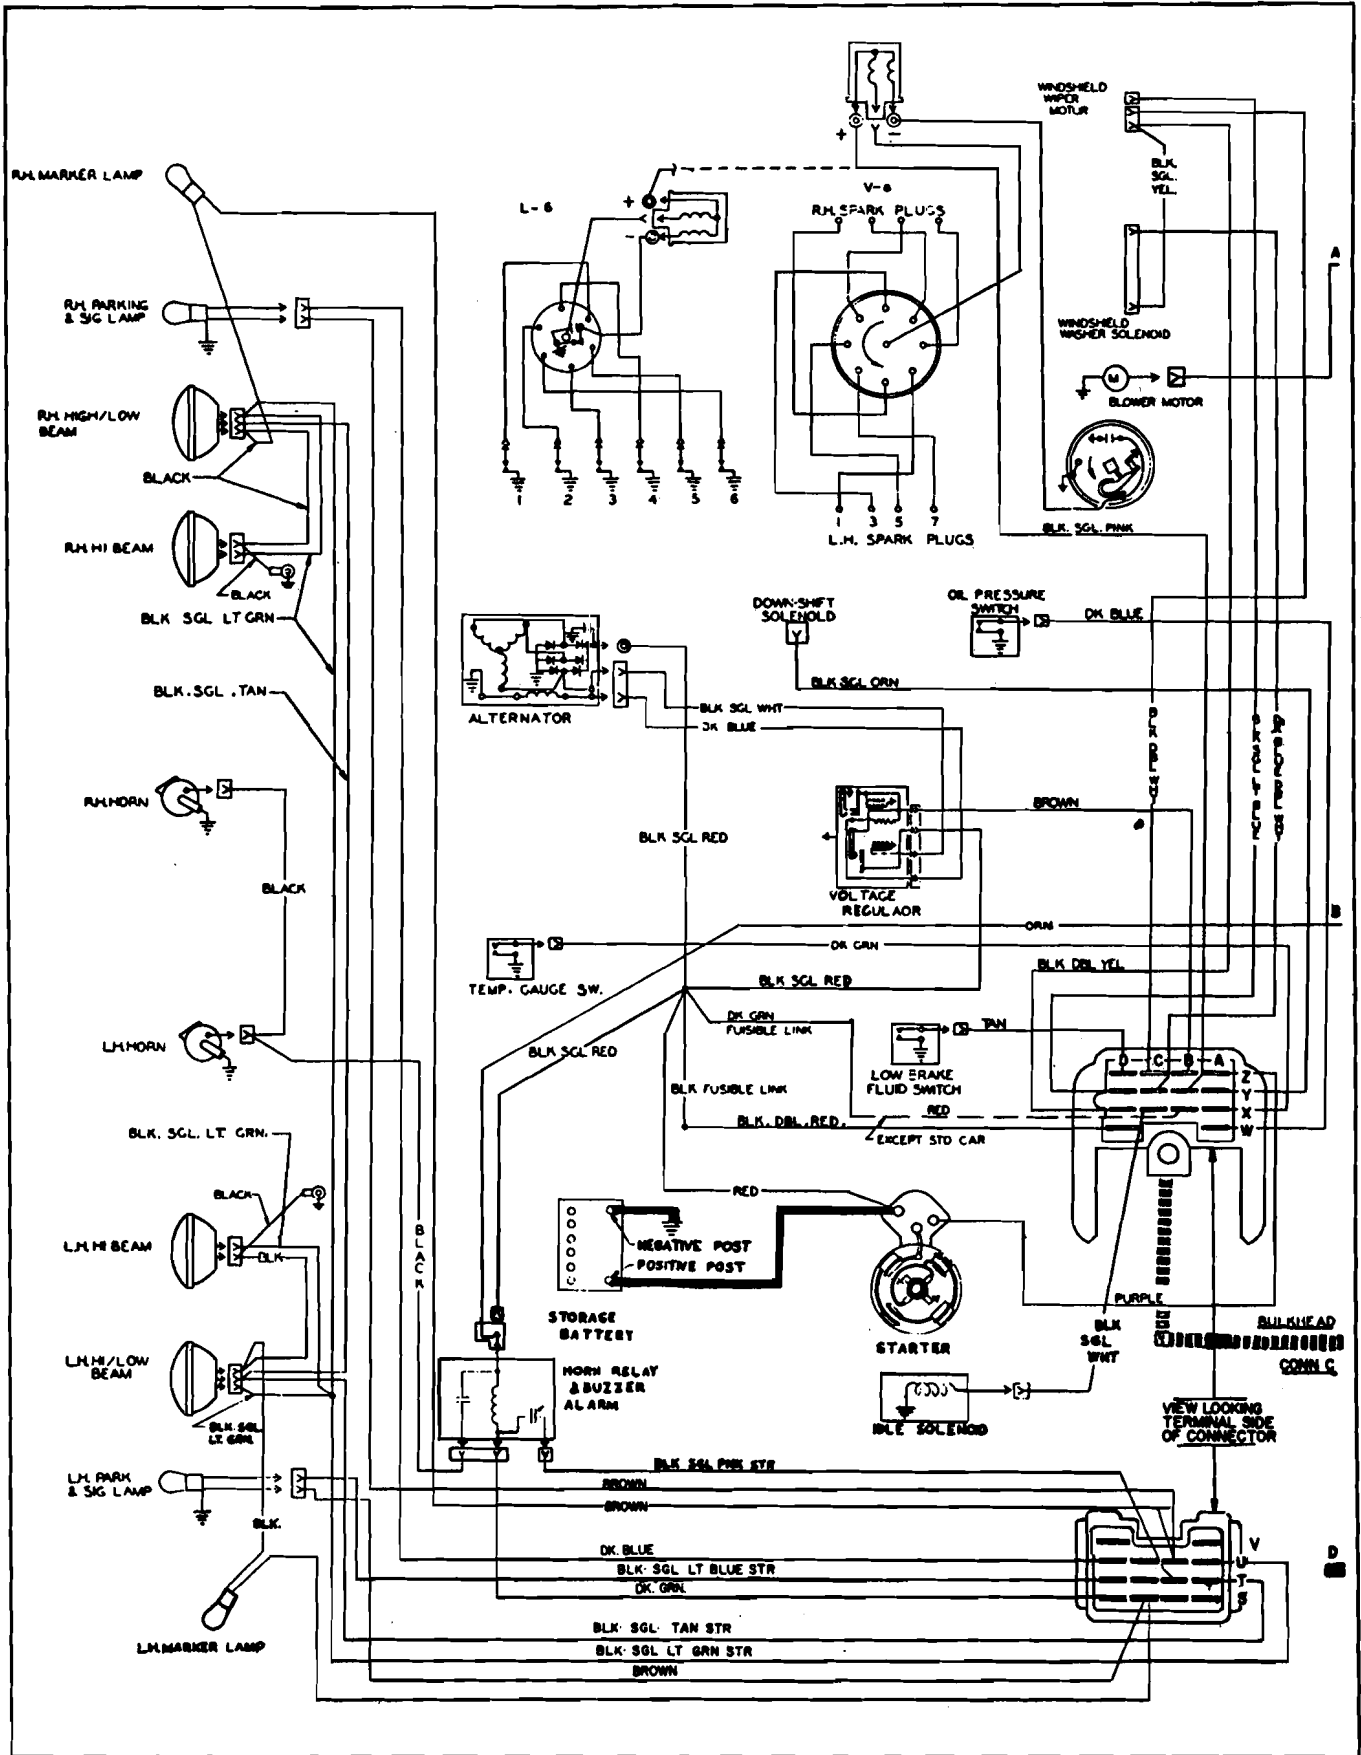 WINDSHIELD
WIPER
MOTUR
+
-
BLK.
SGL.
YEL.
R.H. MARKER LAMP
L-6
+
-
V-8
R.H. SPARK PLUGS
A
R.H. PARKING
& SIG LAMP
WINDSHIELD
WASHER SOLENOID
M
BLOWER MOTOR
R.H. HIGH/LOW
BEAM
BLACK
1 2 3 4 5 6
1 3 5 7
L.H. SPARK PLUGS
BLK. SGL. PINK
R.H. HI BEAM
BLACK
BLK SGL LT GRN
DOWN-SHIFT
SOLENOLD
OIL PRESSURE
SWITCH
DK BLUE
BLK SGL ORN
BLK. SGL. TAN
ALTERNATOR
BLK SGL WHT
DK BLUE
R.H. HORN
BLK SGL RED
BROWN
BLACK
VOLTAGE
REGULAOR
B
ORN
DK GRN
TEMP. GAUGE SW.
BLK DBL YEL
BLK SGL RED
DK GRN
FUISIBLE LINK
TAN
L.H. HORN
BLK SGL RED
LOW BRAKE
FLUID SWITCH
D C B A
Z
Y
X
W
BLK FUSIBLE LINK
RED
BLK. DBL. RED.
EXCEPT STD CAR
BLK. SGL. LT. GRN.
BLACK
RED
L.H. HI BEAM
BLK
BLACK
NEGATIVE POST
POSITIVE POST
STORAGE
BATTERY
STARTER
PURPLE
BLK
SGL
WHT
BULKHEAD
CONN C
L.H. HI/LOW
BEAM
HORN RELAY
& BUZZER
ALARM
BLK. SGL
LT. GRN.
IDLE SOLENOID
VIEW LOOKING
TERMINAL SIDE
OF CONNECTOR
L.H. PARK
& SIG LAMP
BLK.
BLK SGL PNK STR
BROWN
BROWN
DK. BLUE
BLK. SGL LT BLUE STR
DK. GRN.
V
U
T
S
D
L.H. MARKER LAMP
BLK. SGL. TAN STR
BLK. SGL LT GRN STR
BROWN